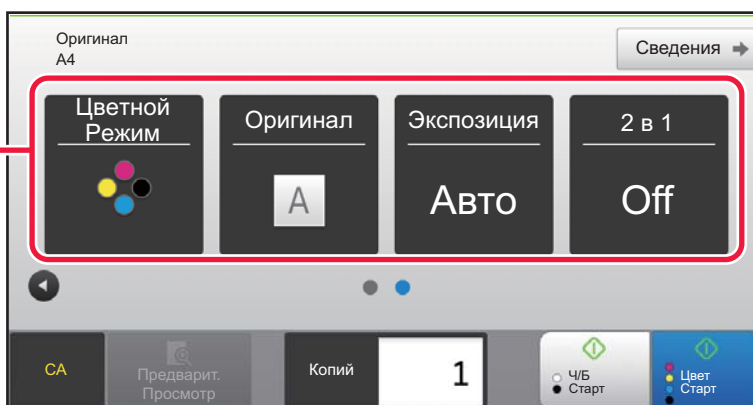 Оригинал
A4
Сведения
Цветной
Режим
Оригинал
A
Экспозиция
Авто
2 в 1
Off
CA
Предварит.
Просмотр
Копий
1
Ч/Б
Старт
Цвет
Старт